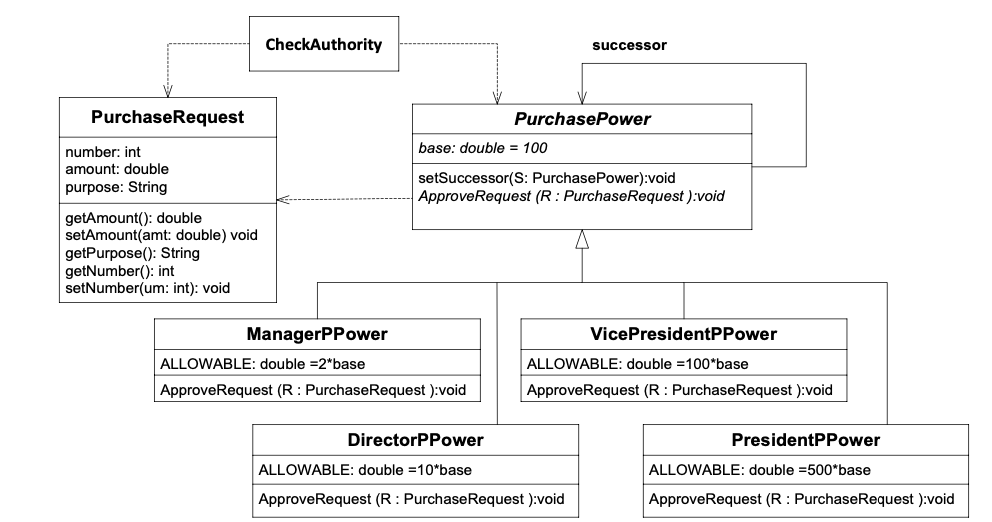 CheckAuthority
successor
PurchaseRequest
number: int
amount: double
purpose: String
getAmount(): double
setAmount(amt: double) void
getPurpose(): String
getNumber(): int
setNumber(um: int): void
PurchasePower
base: double = 100
setSuccessor(S: PurchasePower):void
ApproveRequest (R : PurchaseRequest ):void
ManagerPPower
ALLOWABLE: double =2*base
ApproveRequest (R : PurchaseRequest ):void
VicePresidentPPower
ALLOWABLE: double =100*base
ApproveRequest (R : PurchaseRequest ):void
DirectorPPower
ALLOWABLE: double =10*base
ApproveRequest (R : PurchaseRequest ):void
PresidentPPower
ALLOWABLE: double =500*base
ApproveRequest (R : PurchaseRequest ):void